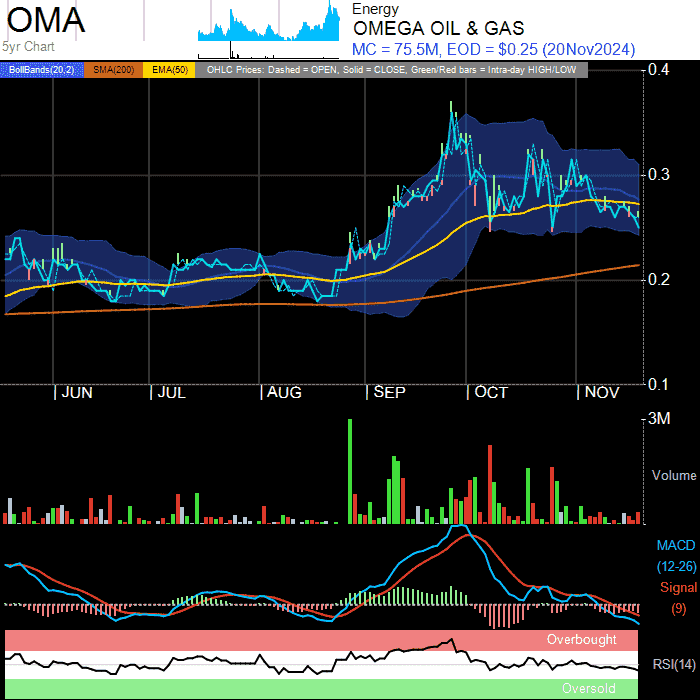 OMA
5yr Chart
Energy
OMEGA OIL & GAS
MC = 75.5M, EOD = $0.25 (20Nov2024)
BollBands(20,2) SMA(200) EMA(50) OHLC Prices: Dashed = OPEN, Solid = CLOSE, Green/Red bars = Intra-day HIGH/LOW
0.4
0.3
0.2
0.1
JUN JUL AUG SEP OCT NOV
3M
Volume
MACD
(12-26)
Signal
(9)
Overbought
RSI(14)
Oversold